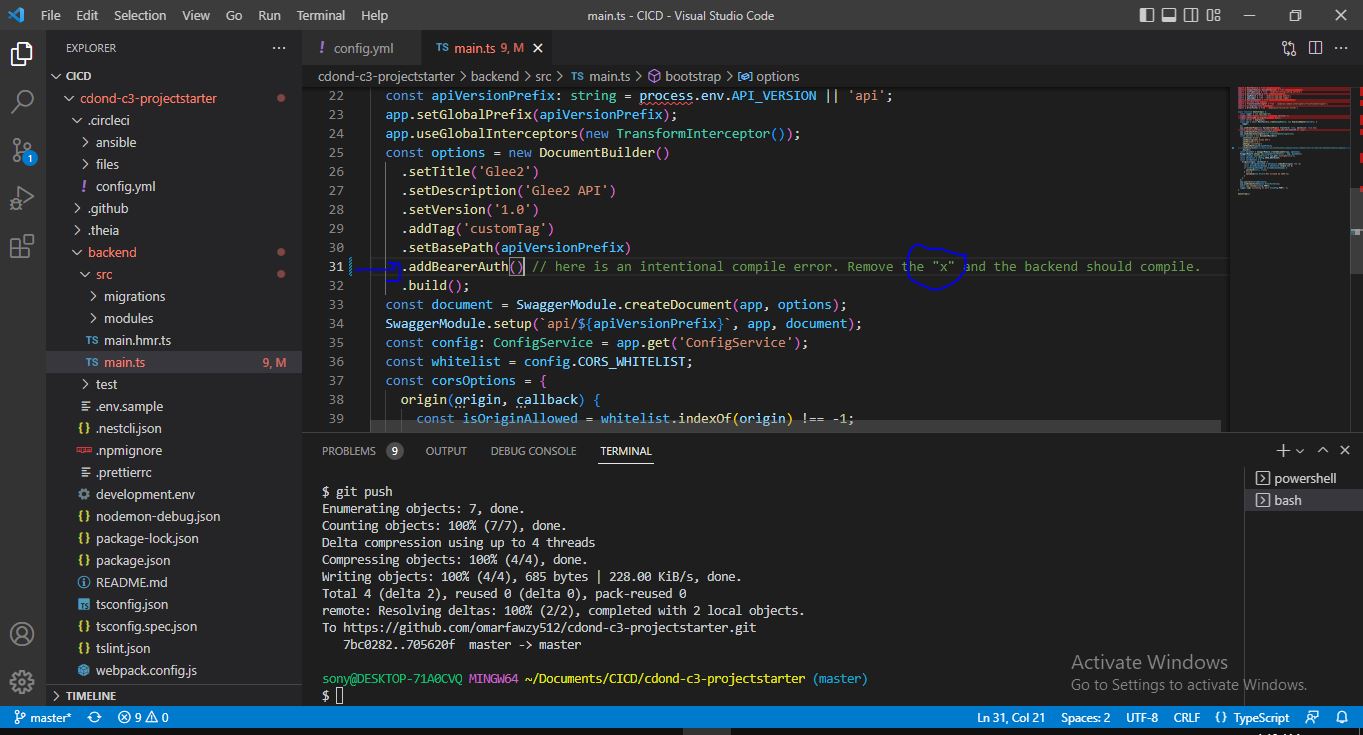 File Edit Selection View Go Run Terminal Help main.ts - CICD - Visual Studio Code
EXPLORER
CICD
cdond-c3-projectstarter
.circleci
ansible
files
config.yml
.github
.theia
backend
src
migrations
modules
TS main.hmr.ts
TS main.ts 9, M
test
.env.sample
{} .nestcli.json
.npmignore
.prettierrc
development.env
{} nodemon-debug.json
{} package-lock.json
{} package.json
README.md
tsconfig.json
{} tsconfig.spec.json
{} tslint.json
webpack.config.js
TIMELINE
1
! config.yml TS main.ts 9, M
cdond-c3-projectstarter > backend > src > TS main.ts > bootstrap > options
22 const apiVersionPrefix: string = process.env.API_VERSION || 'api';
23 app.setGlobalPrefix(apiVersionPrefix);
24 app.useGlobalInterceptors(new TransformInterceptor());
25 const options = new DocumentBuilder()
26 .setTitle('Glee2')
27 .setDescription('Glee2 API')
28 .setVersion('1.0')
29 .addTag('customTag')
30 .setBasePath(apiVersionPrefix)
31 .addBearerAuth() // here is an intentional compile error. Remove the "x" and the backend should compile.
32 .build();
33 const document = SwaggerModule.createDocument(app, options);
34 SwaggerModule.setup(`api/${apiVersionPrefix}`, app, document);
35 const config: ConfigService = app.get('ConfigService');
36 const whitelist = config.CORS_WHITELIST;
37 const corsOptions = {
38 origin(origin, callback) {
39 const isOriginAllowed = whitelist.indexOf(origin) !== -1;
PROBLEMS 9 OUTPUT DEBUG CONSOLE TERMINAL
powershell
bash
$ git push
Enumerating objects: 7, done.
Counting objects: 100% (7/7), done.
Delta compression using up to 4 threads
Compressing objects: 100% (4/4), done.
Writing objects: 100% (4/4), 685 bytes | 228.00 KiB/s, done.
Total 4 (delta 2), reused 0 (delta 0), pack-reused 0
remote: Resolving deltas: 100% (2/2), completed with 2 local objects.
To https://github.com/omarfawzy512/cdond-c3-projectstarter.git
7bc0282..705620f master -> master
sony@DESKTOP-71A0CVQ MINGW64 ~/Documents/CICD/cdond-c3-projectstarter (master)
$
Activate Windows
Go to Settings to activate Windows.
master* 9 0 Ln 31, Col 21 Spaces: 2 UTF-8 CRLF {} TypeScript